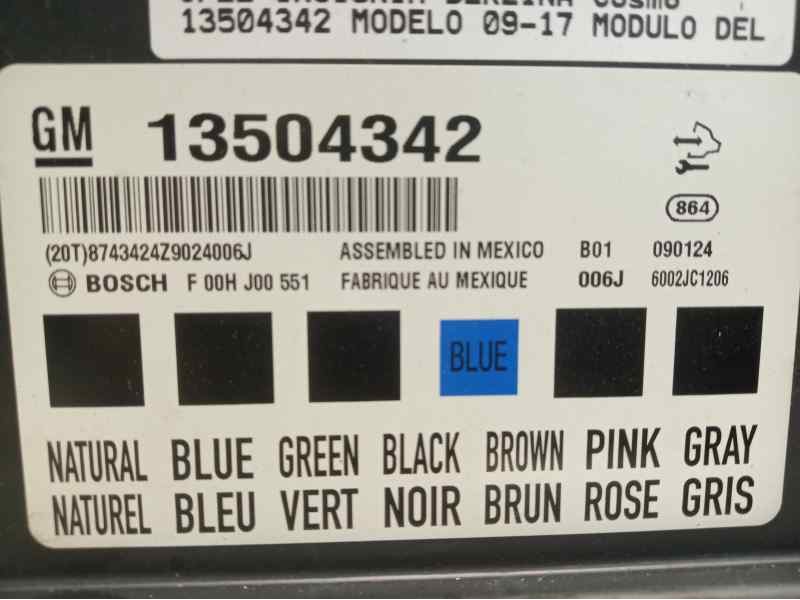 13504342 MODELO 09-17 MODULO DEL
GM 13504342
864
(20T)8743424Z9024006J ASSEMBLED IN MEXICO B01 090124
BOSCH F 00H J00 551 FABRIQUE AU MEXIQUE 006J 6002JC1206
BLUE
NATURAL BLUE GREEN BLACK BROWN PINK GRAY
NATUREL BLEU VERT NOIR BRUN ROSE GRIS